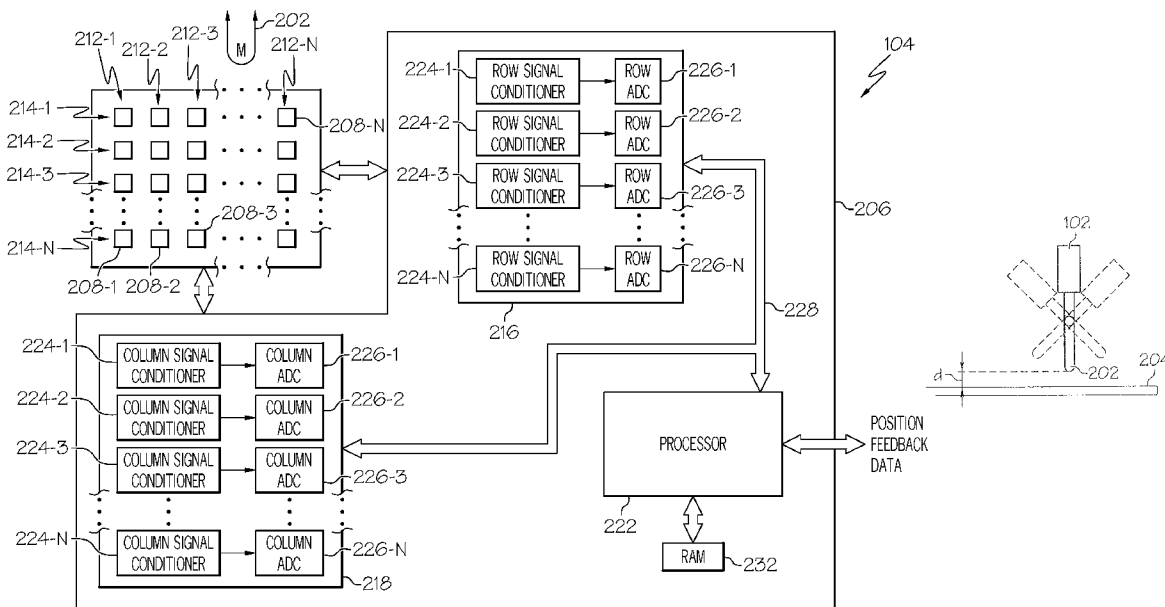 202
M
212-1
212-2
212-3
212-N
214-1
214-2
214-3
214-N
208-N
208-3
208-1
208-2
104
224-1
ROW SIGNAL
CONDITIONER
ROW
ADC
226-1
224-2
ROW SIGNAL
CONDITIONER
ROW
ADC
226-2
224-3
ROW SIGNAL
CONDITIONER
ROW
ADC
226-3
224-N
ROW SIGNAL
CONDITIONER
ROW
ADC
226-N
216
228
206
224-1
COLUMN SIGNAL
CONDITIONER
COLUMN
ADC
226-1
224-2
COLUMN SIGNAL
CONDITIONER
COLUMN
ADC
226-2
224-3
COLUMN SIGNAL
CONDITIONER
COLUMN
ADC
226-3
224-N
COLUMN SIGNAL
CONDITIONER
COLUMN
ADC
226-N
218
PROCESSOR
222
RAM
232
POSITION
FEEDBACK
DATA
102
d
202
204